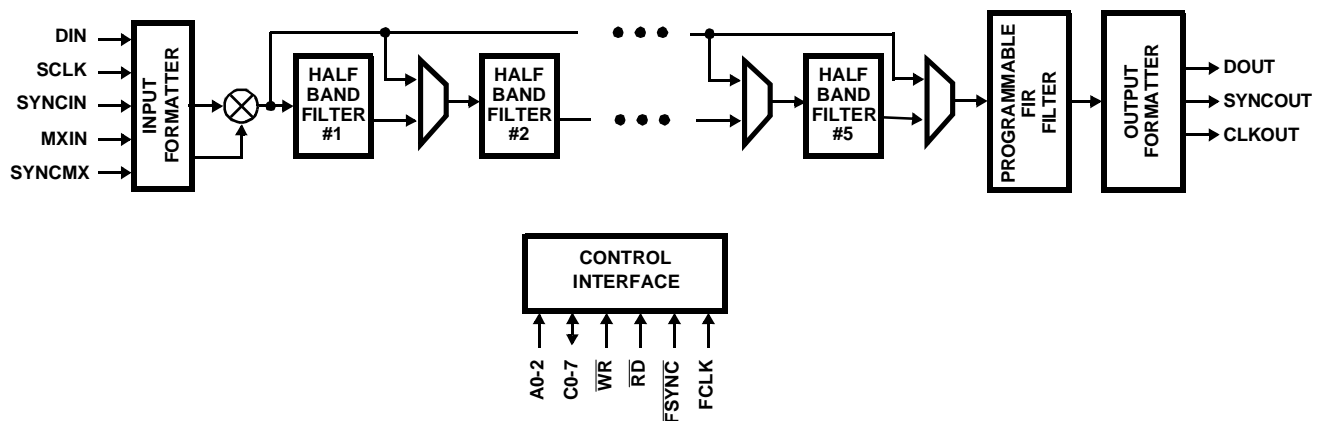 DIN
SCLK
SYNCIN
MXIN
SYNCMX
INPUT
FORMATTER
HALF
BAND
FILTER
#1
HALF
BAND
FILTER
#2
HALF
BAND
FILTER
#5
PROGRAMMABLE
FIR
FILTER
OUTPUT
FORMATTER
DOUT
SYNCOUT
CLKOUT
CONTROL
INTERFACE
A0-2
C0-7
WR
RD
FSYNC
FCLK